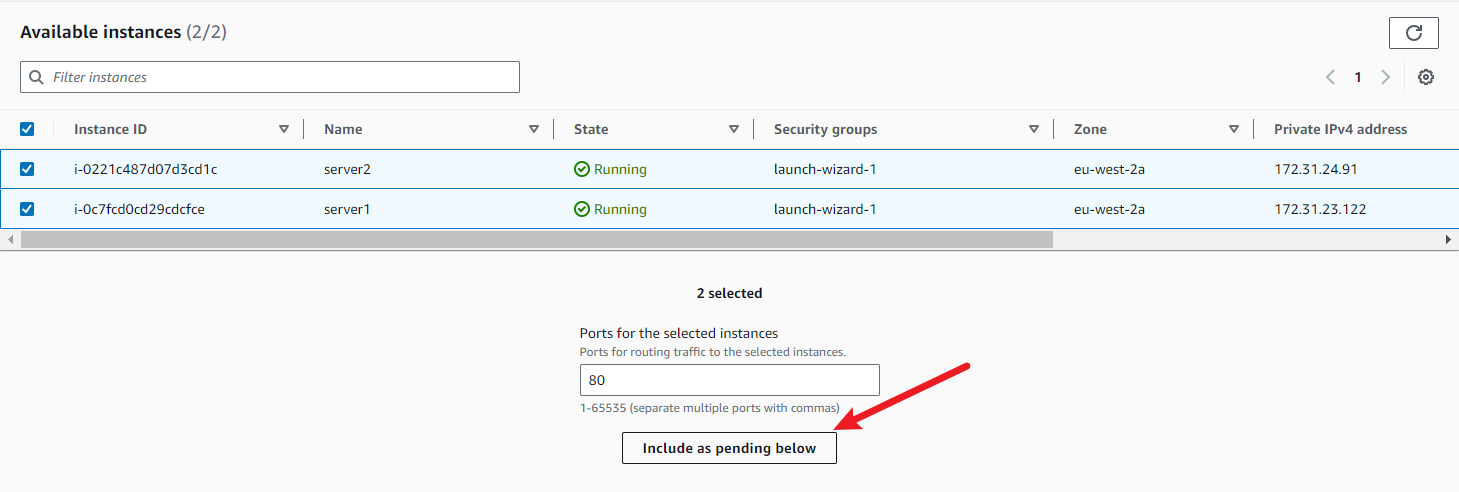 Available instances (2/2)
Filter instances
1
Instance ID Name State Security groups Zone Private IPv4 address
i-0221c487d07d3cd1c server2 Running launch-wizard-1 eu-west-2a 172.31.24.91
i-0c7fcd0cd29cdcfce server1 Running launch-wizard-1 eu-west-2a 172.31.23.122
2 selected
Ports for the selected instances
Ports for routing traffic to the selected instances.
80
1-65535 (separate multiple ports with commas)
Include as pending below